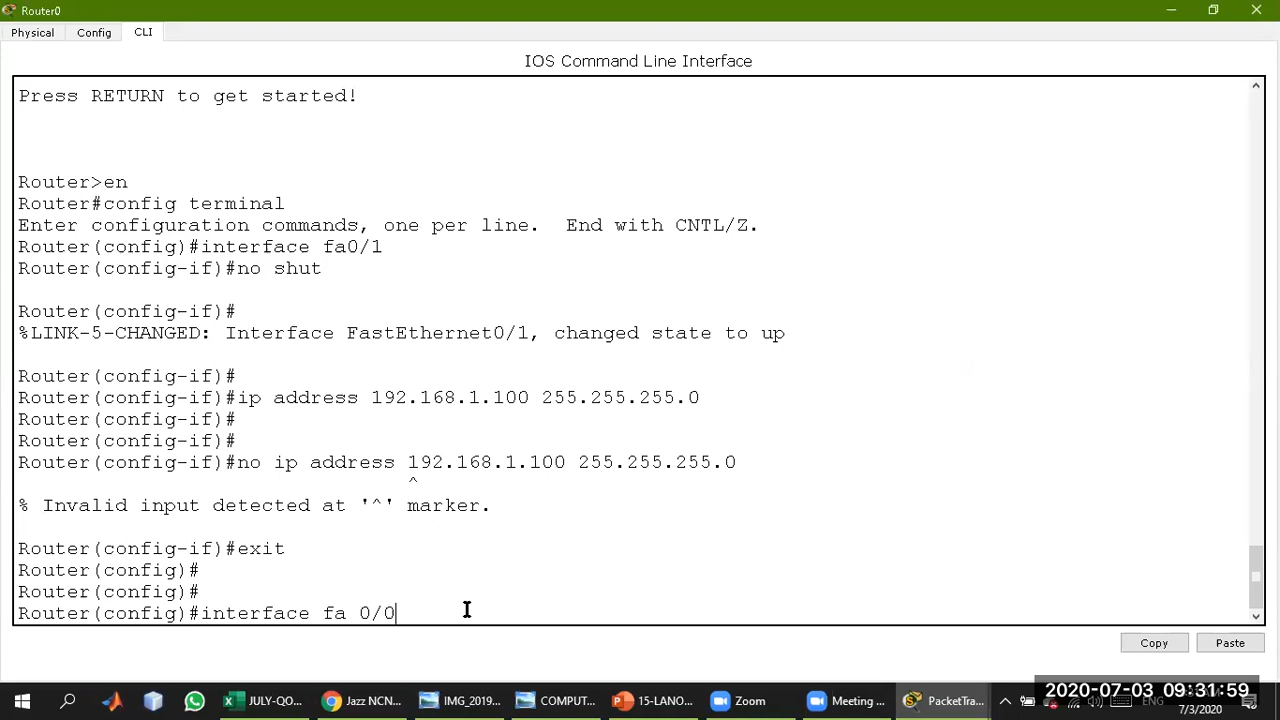 Router0
Physical Config CLI
IOS Command Line Interface
Press RETURN to get started!
Router>en
Router#config terminal
Enter configuration commands, one per line.  End with CNTL/Z.
Router(config)#interface fa0/1
Router(config-if)#no shut
Router(config-if)#
%LINK-5-CHANGED: Interface FastEthernet0/1, changed state to up
Router(config-if)#
Router(config-if)#ip address 192.168.1.100 255.255.255.0
Router(config-if)#
Router(config-if)#
Router(config-if)#no ip address 192.168.1.100 255.255.255.0
^
% Invalid input detected at '^' marker.
Router(config-if)#exit
Router(config)#
Router(config)#
Router(config)#interface fa 0/0
Copy Paste
JULY-QO... Jazz NCN... IMG_2019... COMPUT... 15-LANO... Zoom Meeting ... PacketTra... ENG
2020-07-03 09:31:59
7/3/2020